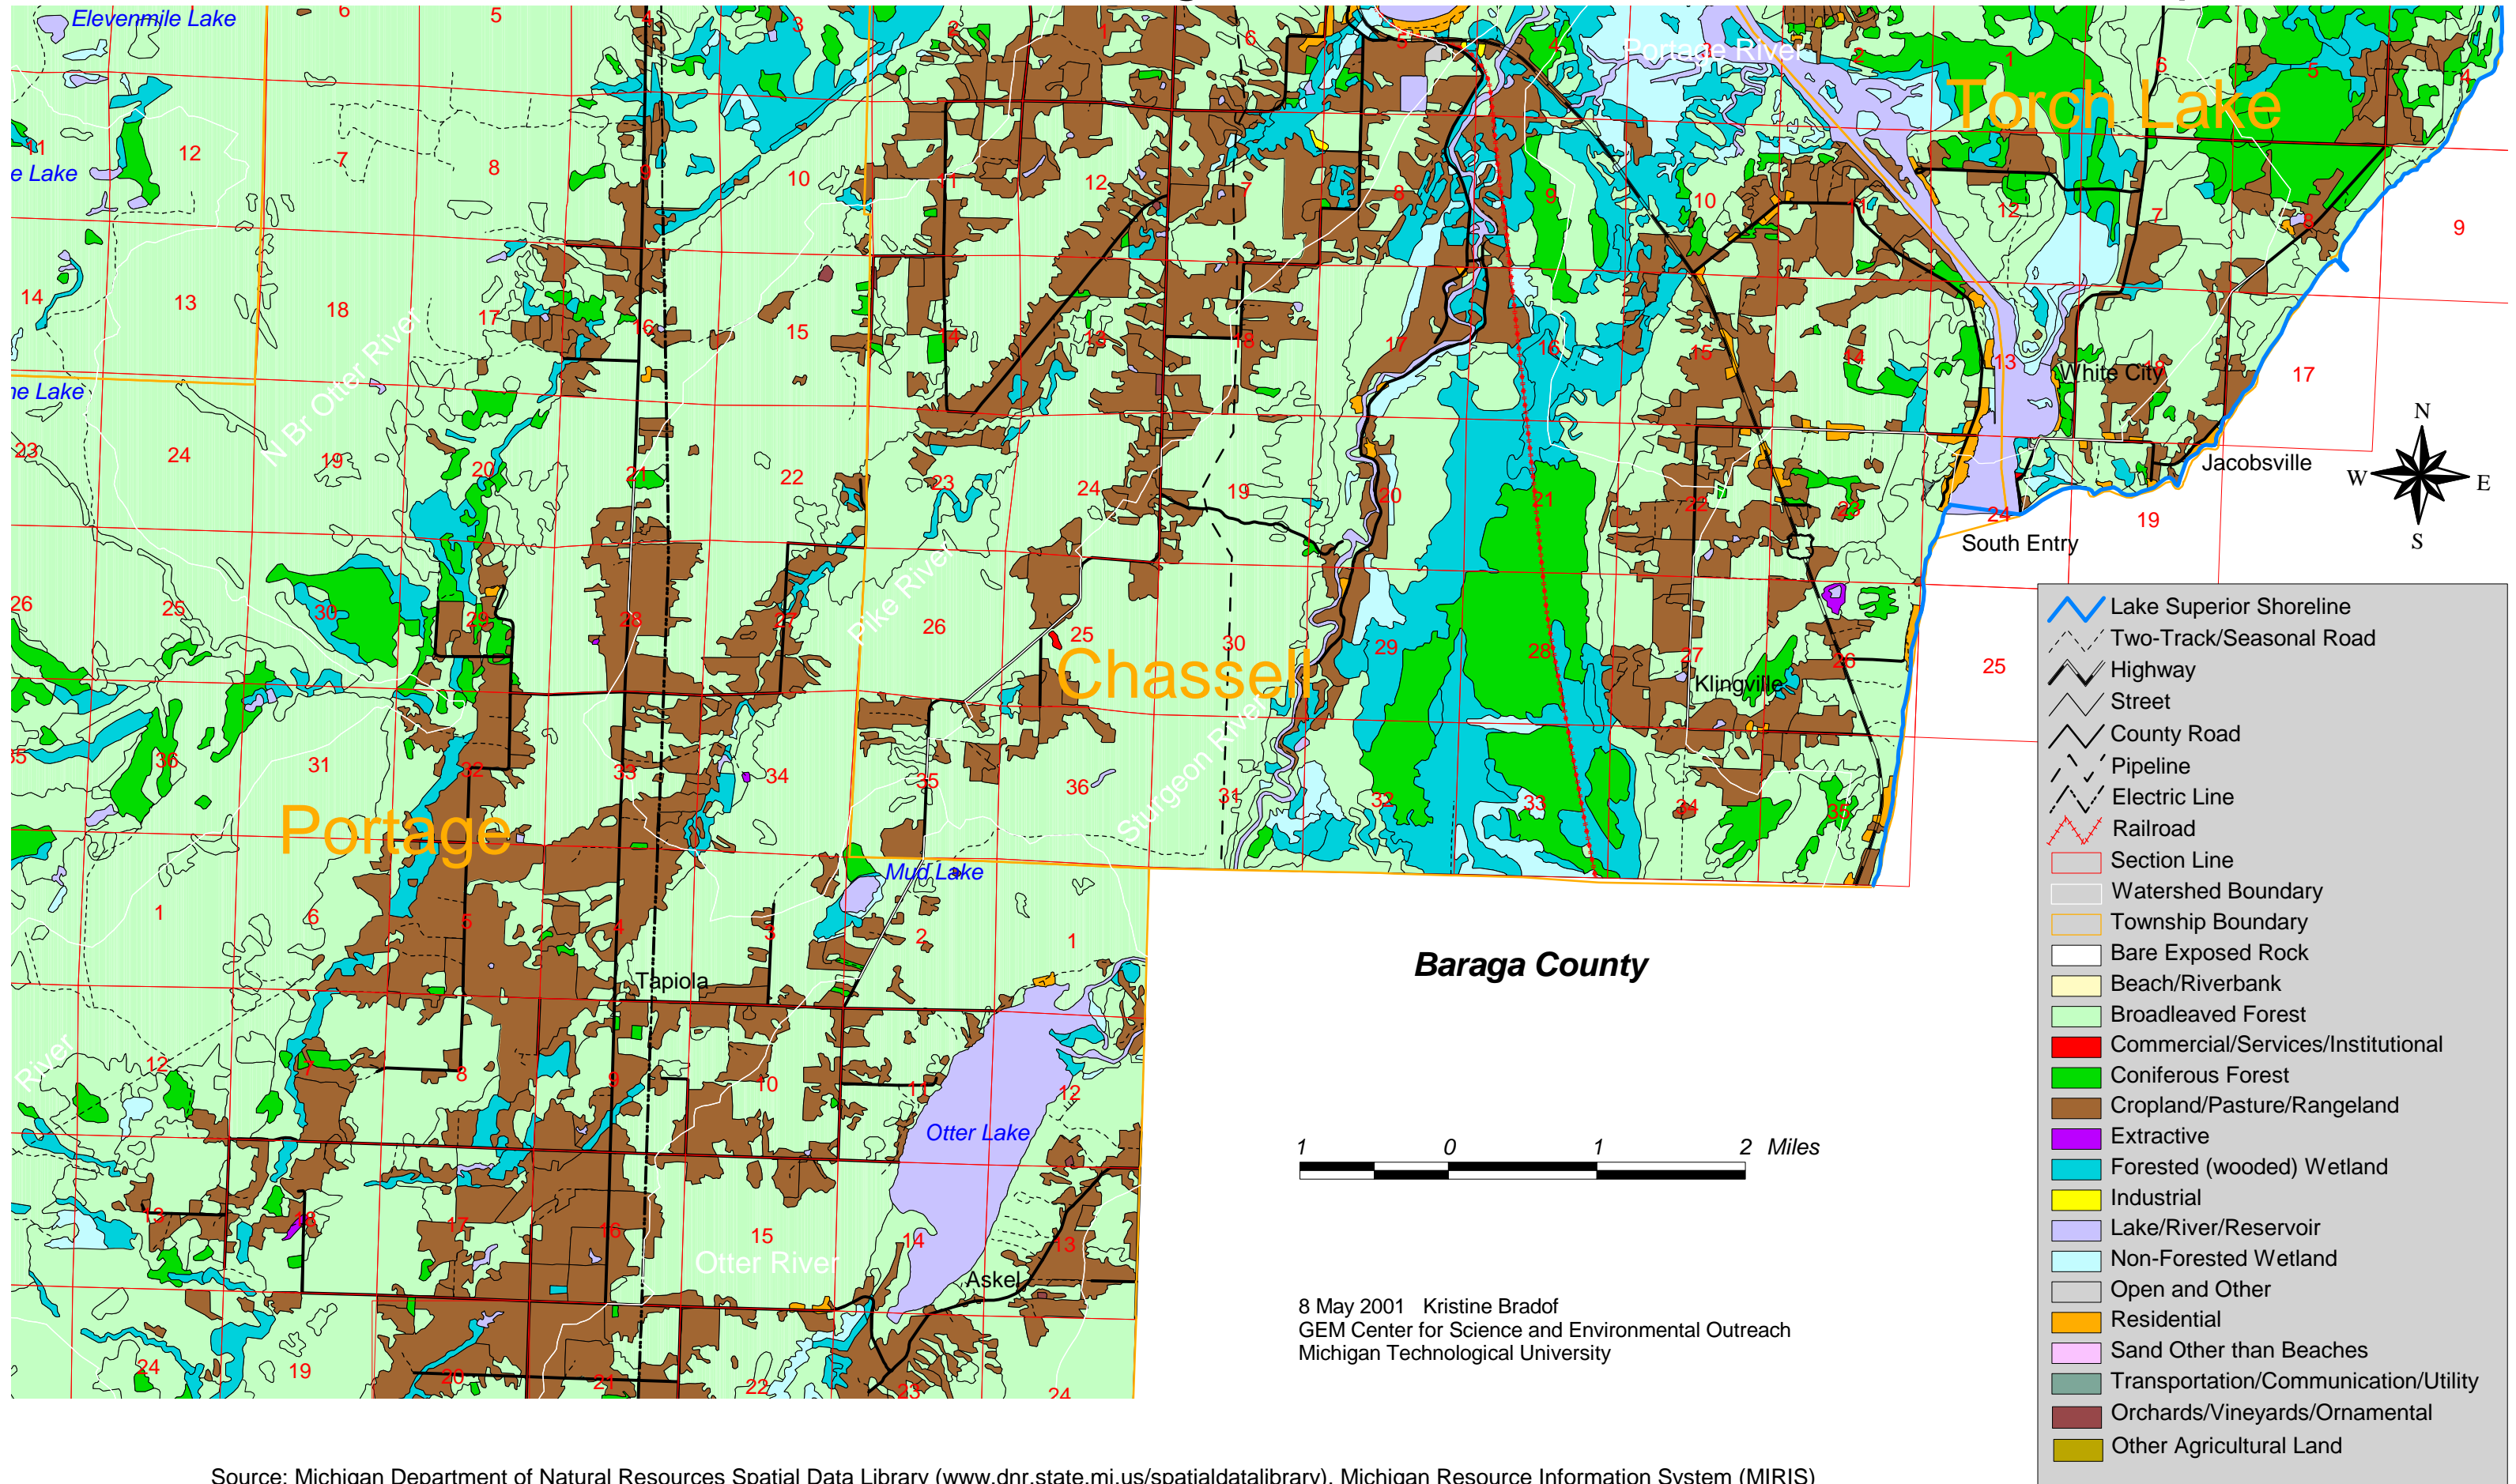 Elevenmile Lake
e Lake
ne Lake
N Br Otter River
Portage River
Torch Lake
White City
Jacobsville
South Entry
N
W
E
S
Pike River
Chassell
Sturgeon River
Klingville
Portage
Mud Lake
Tapiola
River
Otter Lake
Otter River
Askel
Baraga County
1 0 1 2 Miles
8 May 2001 Kristine Bradof
GEM Center for Science and Environmental Outreach
Michigan Technological University
Lake Superior Shoreline
Two-Track/Seasonal Road
Highway
Street
County Road
Pipeline
Electric Line
Railroad
Section Line
Watershed Boundary
Township Boundary
Bare Exposed Rock
Beach/Riverbank
Broadleaved Forest
Commercial/Services/Institutional
Coniferous Forest
Cropland/Pasture/Rangeland
Extractive
Forested (wooded) Wetland
Industrial
Lake/River/Reservoir
Non-Forested Wetland
Open and Other
Residential
Sand Other than Beaches
Transportation/Communication/Utility
Orchards/Vineyards/Ornamental
Other Agricultural Land
Source: Michigan Department of Natural Resources Spatial Data Library (www.dnr.state.mi.us/spatialdatalibrary), Michigan Resource Information System (MIRIS)